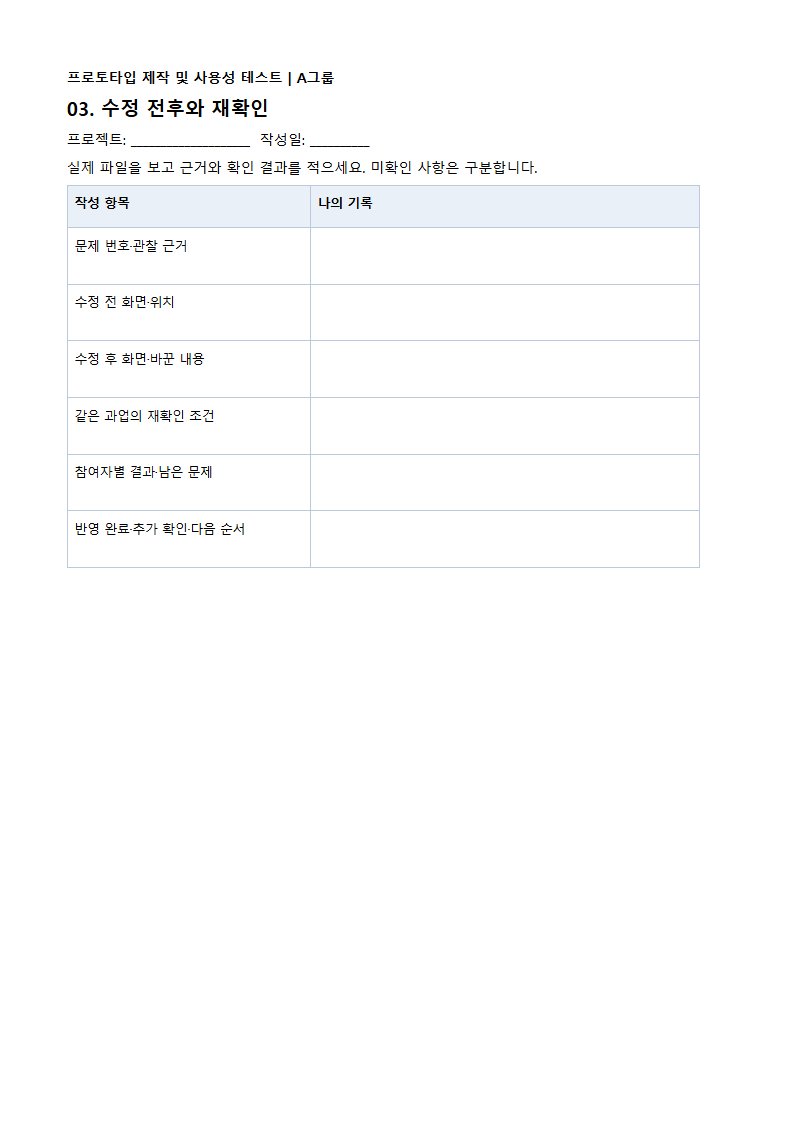 프로토타입 제작 및 사용성 테스트 | A그룹
03. 수정 전후와 재확인
프로젝트: __________________ 작성일: _________
실제 파일을 보고 근거와 확인 결과를 적으세요. 미확인 사항은 구분합니다.
작성 항목 나의 기록
문제 번호·관찰 근거
수정 전 화면·위치
수정 후 화면·바꾼 내용
같은 과업의 재확인 조건
참여자별 결과·남은 문제
반영 완료·추가 확인·다음 순서